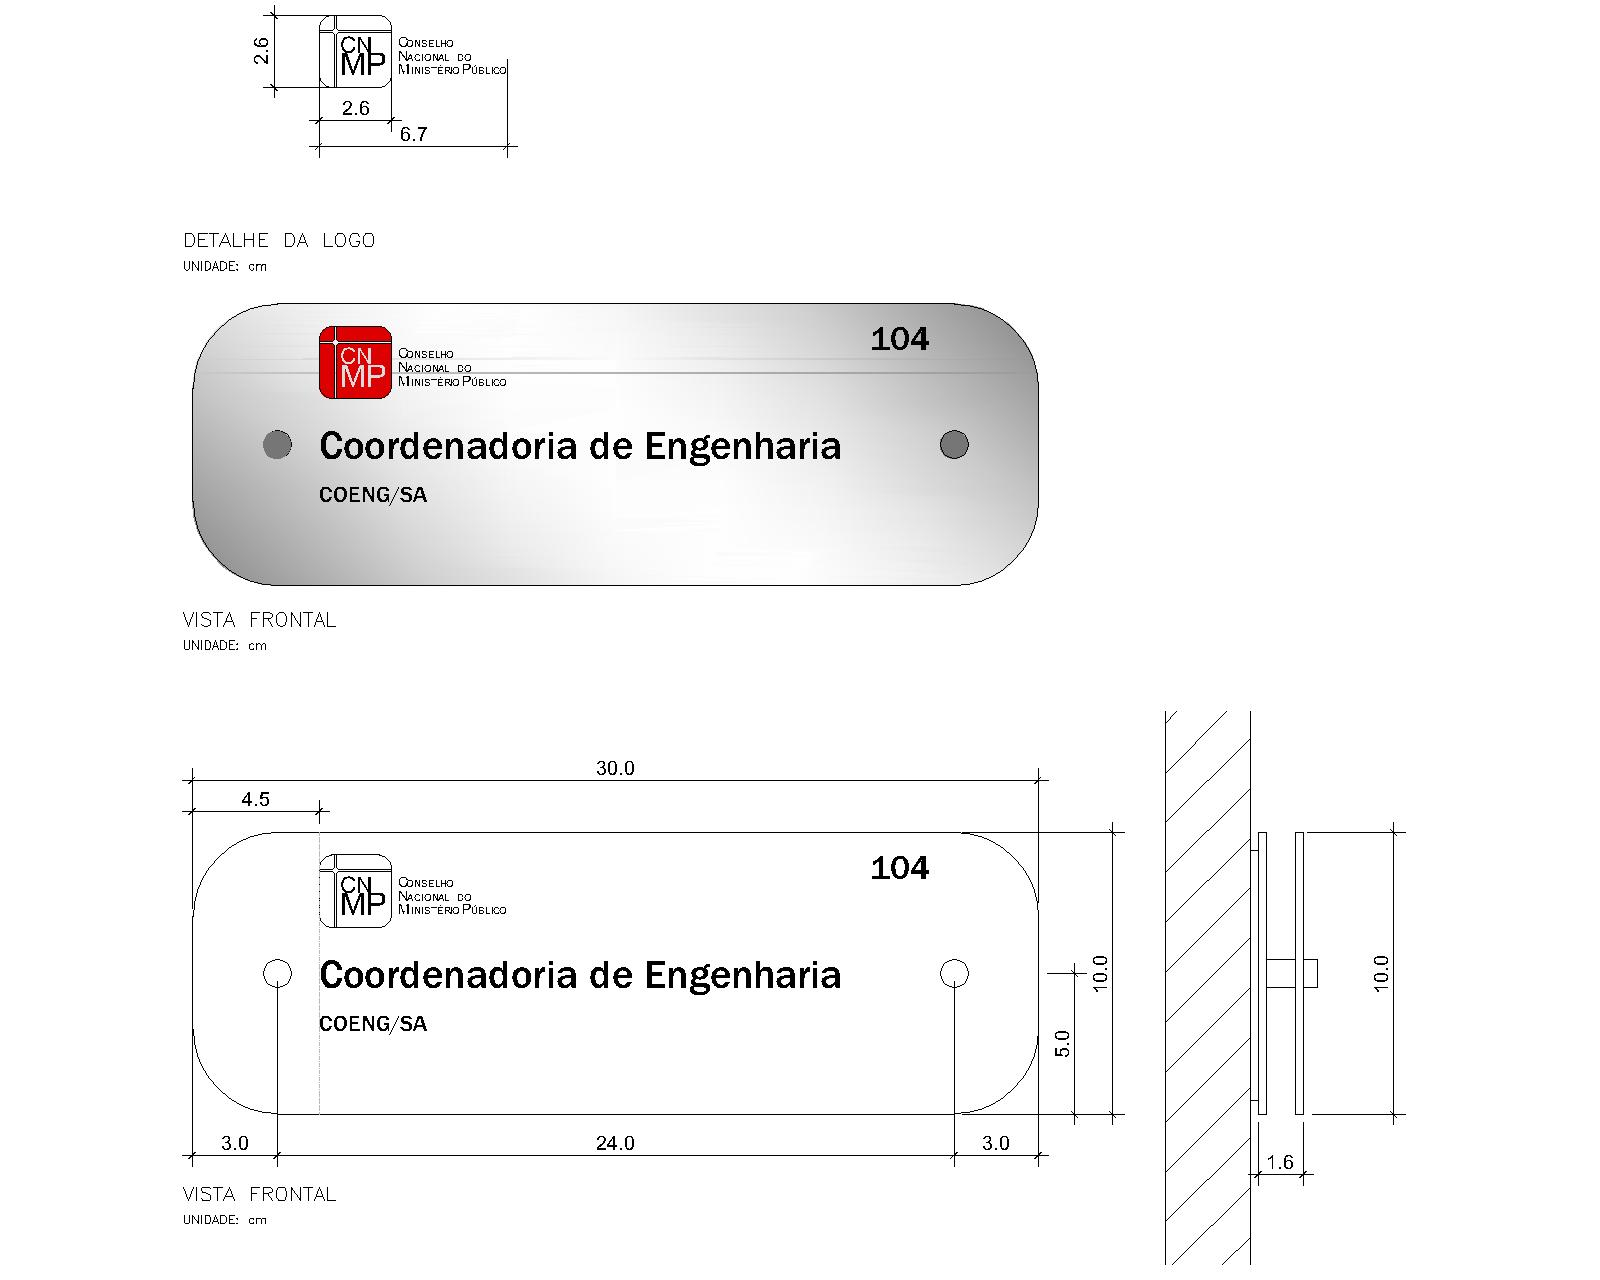 2.6
CN
MP
CONSELHO
NACIONAL DO
MINISTÉRIO PÚBLICO
2.6
6.7
DETALHE DA LOGO
UNIDADE: cm
104
CN
MP
CONSELHO
NACIONAL DO
MINISTÉRIO PÚBLICO
Coordenadoria de Engenharia
COENG/SA
VISTA FRONTAL
UNIDADE: cm
30.0
4.5
104
CN
MP
CONSELHO
NACIONAL DO
MINISTÉRIO PÚBLICO
Coordenadoria de Engenharia
COENG/SA
10.0
5.0
10.0
3.0
24.0
3.0
1.6
VISTA FRONTAL
UNIDADE: cm